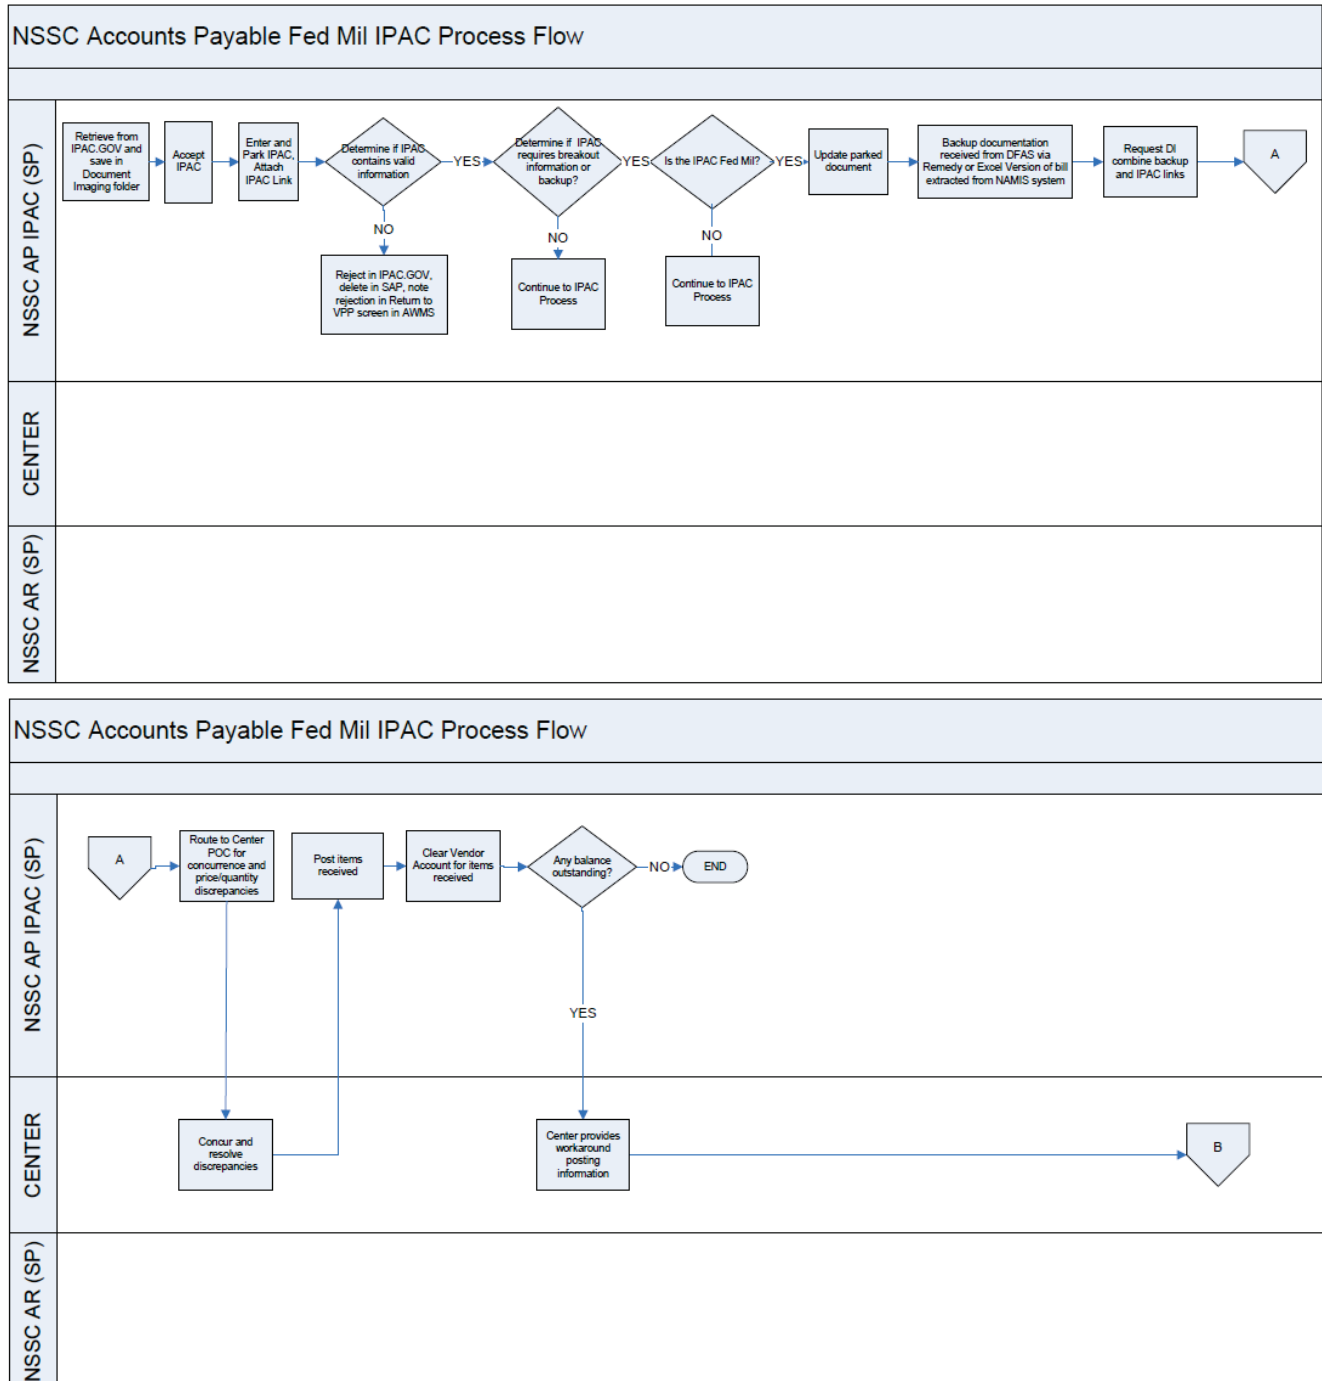 NSSC Accounts Payable Fed Mil IPAC Process Flow
NSSC AP IPAC (SP)
Retrieve from
IPAC.GOV and
save in
Document
Imaging folder
Accept
IPAC
Enter and
Park IPAC,
Attach
IPAC Link
Determine if IPAC
contains valid
information
YES
NO
Reject in IPAC.GOV,
delete in SAP, note
rejection in Return to
VPP screen in AWMS
Determine if IPAC
requires breakout
information or
backup?
YES
NO
Continue to IPAC
Process
Is the IPAC Fed Mil?
YES
NO
Continue to IPAC
Process
Update parked
document
Backup documentation
received from DFAS via
Remedy or Excel Version of bill
extracted from NAMIS system
Request DI
combine backup
and IPAC links
A
CENTER
NSSC AR (SP)
NSSC Accounts Payable Fed Mil IPAC Process Flow
NSSC AP IPAC (SP)
A
Route to Center
POC for
concurrence and
price/quantity
discrepancies
Post items
received
Clear Vendor
Account for items
received
Any balance
outstanding?
NO
END
YES
CENTER
Concur and
resolve
discrepancies
Center provides
workaround
posting
information
B
NSSC AR (SP)